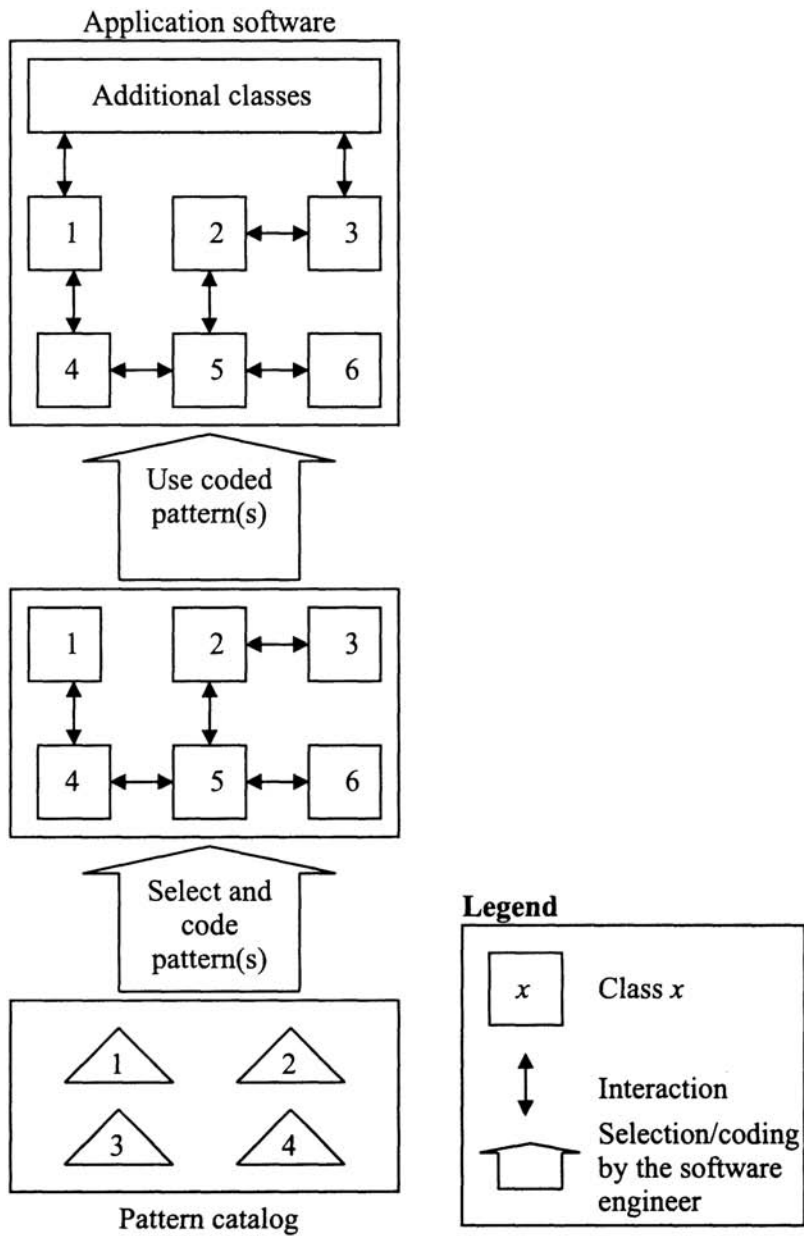 Application software
Additional classes
1
2
3
4
5
6
Use coded
pattern(s)
1
2
3
4
5
6
Select and
code
pattern(s)
1
2
3
4
Pattern catalog
Legend
x
Class x
Interaction
Selection/coding
by the software
engineer